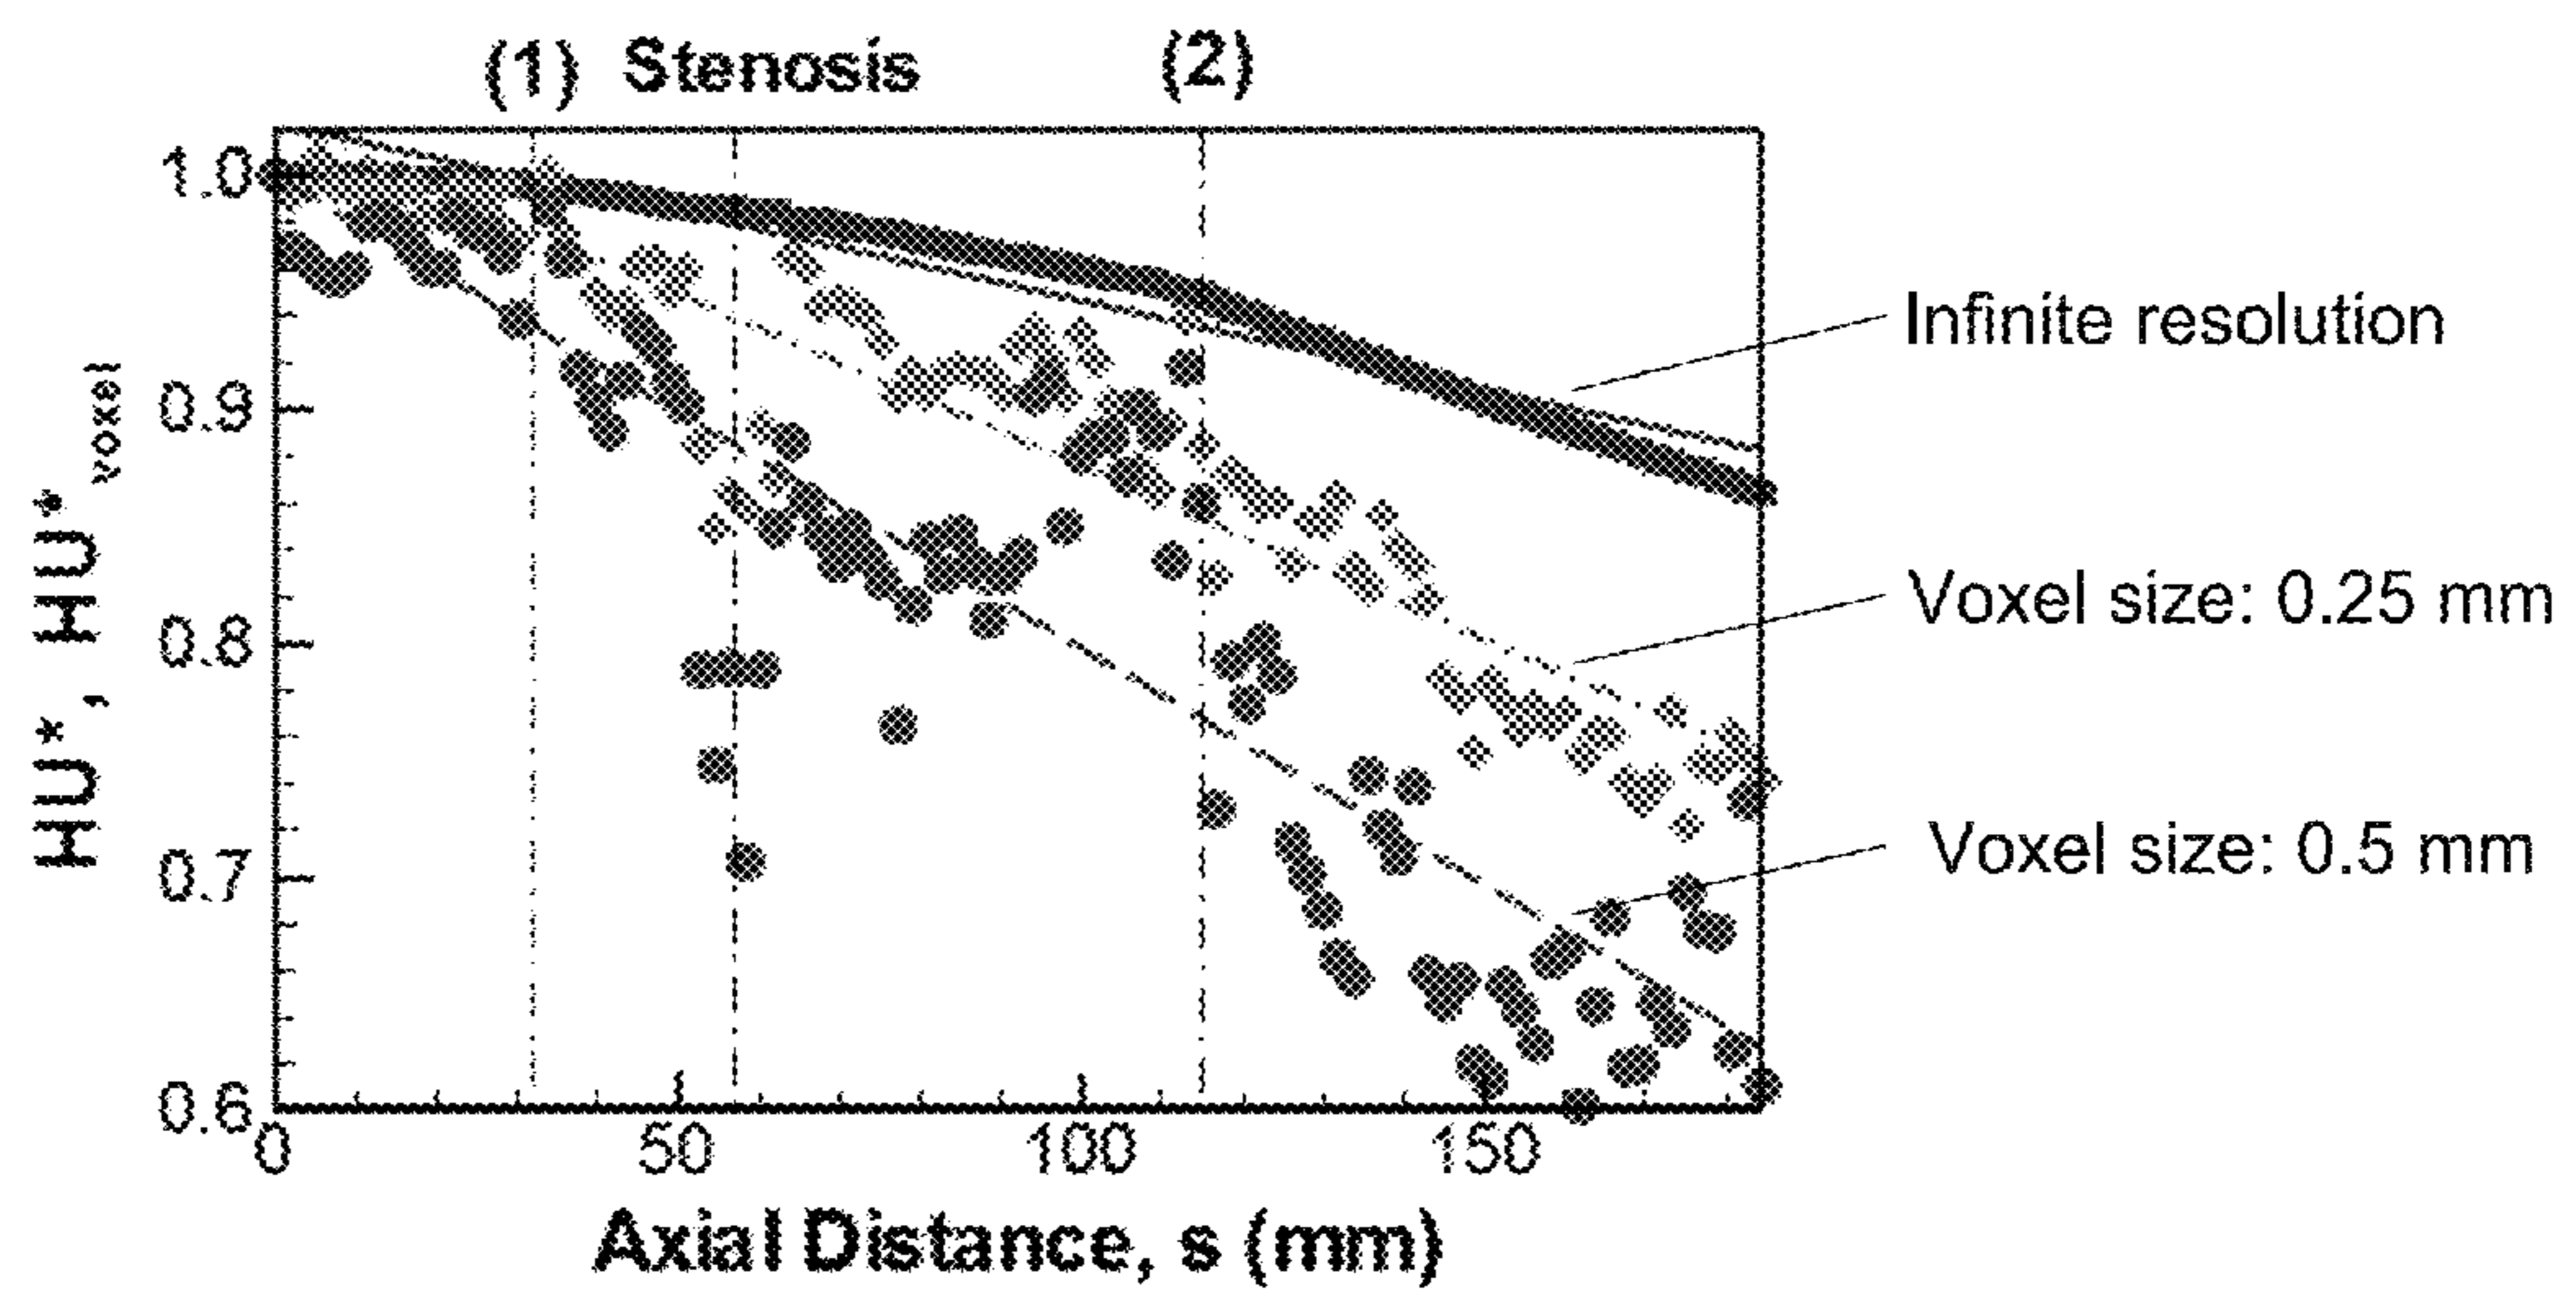 (1) Stenosis (2)
1.0
0.9
0.8
0.7
0.6
HU*, HU*voxel
0 50 100 150
Axial Distance, s (mm)
Infinite resolution
Voxel size: 0.25 mm
Voxel size: 0.5 mm